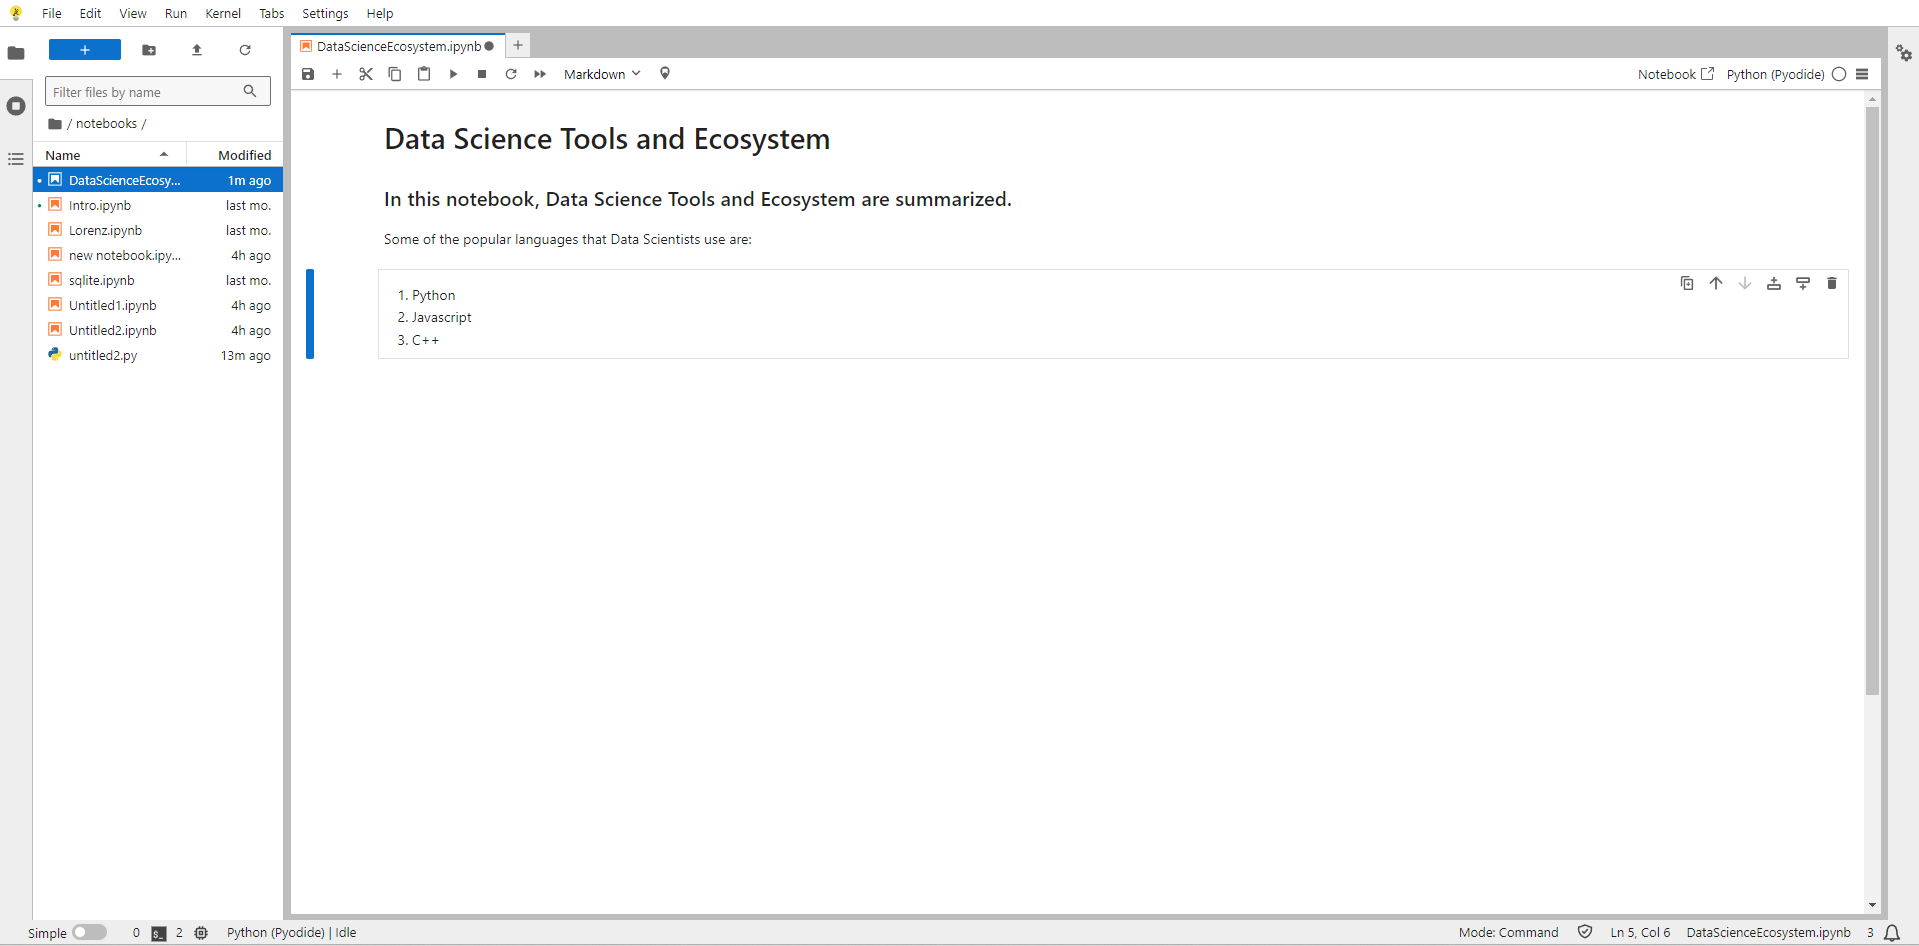 File Edit View Run Kernel Tabs Settings Help
DataScienceEcosystem.ipynb
Markdown
Notebook Python (Pyodide)
Filter files by name
/ notebooks /
Name Modified
DataScienceEcosy... 1m ago
Intro.ipynb last mo.
Lorenz.ipynb last mo.
new notebook.ipy... 4h ago
sqlite.ipynb last mo.
Untitled1.ipynb 4h ago
Untitled2.ipynb 4h ago
untitled2.py 13m ago
Data Science Tools and Ecosystem
In this notebook, Data Science Tools and Ecosystem are summarized.
Some of the popular languages that Data Scientists use are:
1. Python
2. Javascript
3. C++
Simple 0 $_ 2 Python (Pyodide) | Idle Mode: Command Ln 5, Col 6 DataScienceEcosystem.ipynb 3